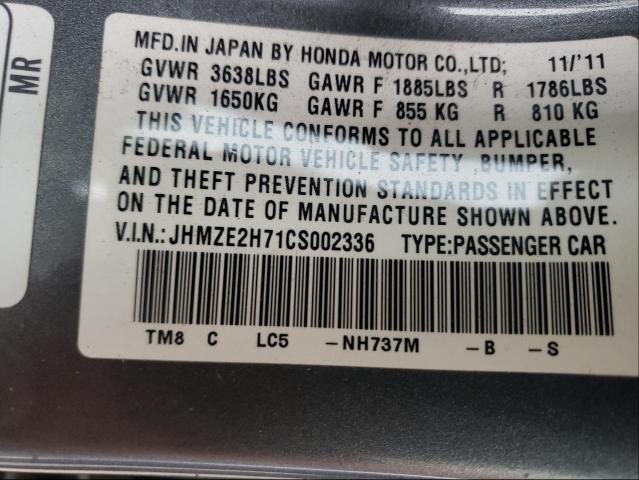 MR
MFD.IN JAPAN BY HONDA MOTOR CO.,LTD; 11/'11
GVWR 3638LBS GAWR F 1885LBS R 1786LBS
GVWR 1650KG GAWR F 855 KG R 810 KG
THIS VEHICLE CONFORMS TO ALL APPLICABLE
FEDERAL MOTOR VEHICLE SAFETY ,BUMPER,
AND THEFT PREVENTION STANDARDS IN EFFECT
ON THE DATE OF MANUFACTURE SHOWN ABOVE.
V.I.N.: JHMZE2H71CS002336 TYPE:PASSENGER CAR
TM8 C LC5 -NH737M -B -S